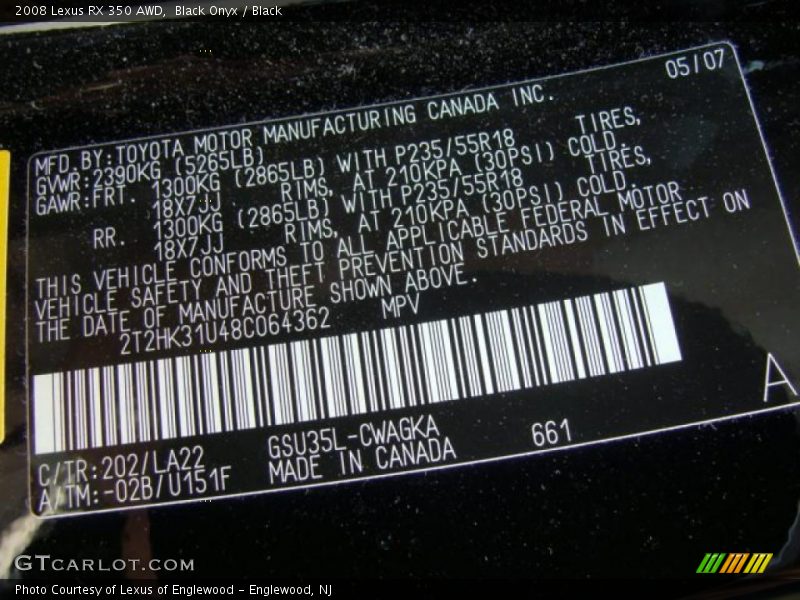 2008 Lexus RX 350 AWD,  Black Onyx / Black
05/07
MFD. BY:TOYOTA MOTOR MANUFACTURING CANADA INC.
GVWR:2390KG (5265LB)
GAWR:FRT. 1300KG (2865LB) WITH P235/55R18 TIRES,
18X7JJ RIMS, AT 210KPA (30PSI) COLD.
RR. 1300KG (2865LB) WITH P235/55R18 TIRES,
18X7JJ RIMS, AT 210KPA (30PSI) COLD.
THIS VEHICLE CONFORMS TO ALL APPLICABLE FEDERAL MOTOR
VEHICLE SAFETY AND THEFT PREVENTION STANDARDS IN EFFECT ON
THE DATE OF MANUFACTURE SHOWN ABOVE.
2T2HK31U48C064362 MPV
A
C/TR:202/LA22 GSU35L-CWAGKA 661
A/TM:-02B/U151F MADE IN CANADA
GTCARLOT.COM
Photo Courtesy of Lexus of Englewood - Englewood, NJ